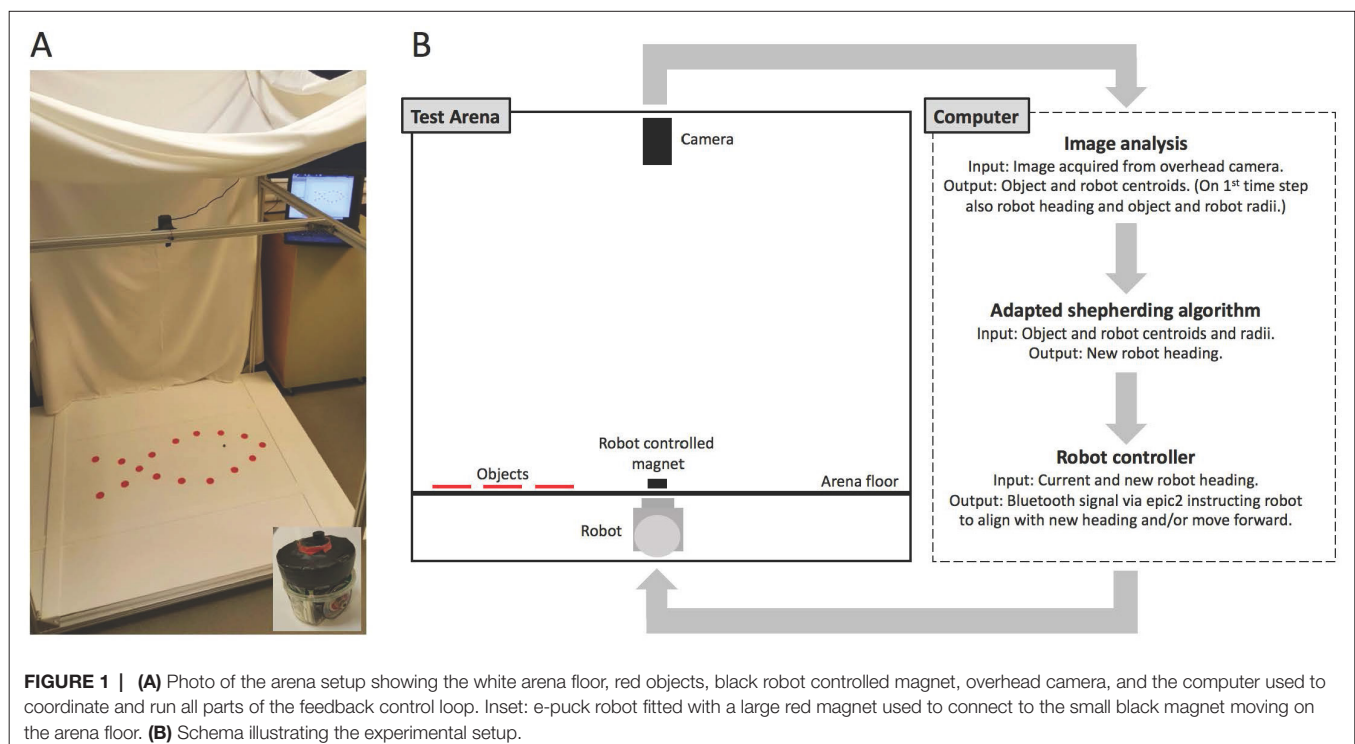 A
B
Test Arena
Camera
Objects
Robot controlled
magnet
Arena floor
Robot
Computer
Image analysis
Input: Image acquired from overhead camera.
Output: Object and robot centroids. (On 1st time step
also robot heading and object and robot radii.)
Adapted shepherding algorithm
Input: Object and robot centroids and radii.
Output: New robot heading.
Robot controller
Input: Current and new robot heading.
Output: Bluetooth signal via epic2 instructing robot
to align with new heading and/or move forward.
FIGURE 1 | (A) Photo of the arena setup showing the white arena floor, red objects, black robot controlled magnet, overhead camera, and the computer used to
coordinate and run all parts of the feedback control loop. Inset: e-puck robot fitted with a large red magnet used to connect to the small black magnet moving on
the arena floor. (B) Schema illustrating the experimental setup.